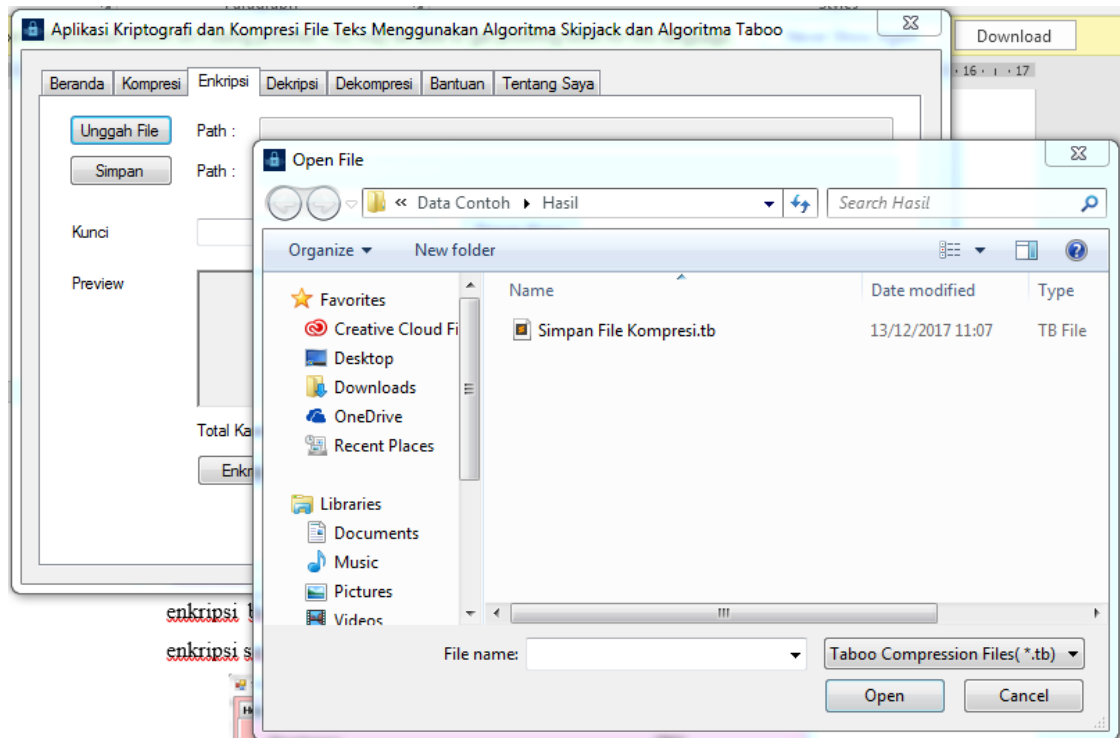 Aplikasi Kriptografi dan Kompresi File Teks Menggunakan Algoritma Skipjack dan Algoritma Taboo
Download
16 17
Beranda Kompresi Enkripsi Dekripsi Dekompresi Bantuan Tentang Saya
Unggah File Path :
Simpan Path :
Kunci
Preview
Total Ka
Enkr
Open File
« Data Contoh Hasil Search Hasil
Organize New folder
Name Date modified Type
Favorites
Simpan File Kompresi.tb 13/12/2017 11:07 TB File
Creative Cloud Fi
Desktop
Downloads
OneDrive
Recent Places
Libraries
Documents
Music
Pictures
Videos
File name: Taboo Compression Files( *.tb)
Open Cancel
enkripsi b
enkripsi s